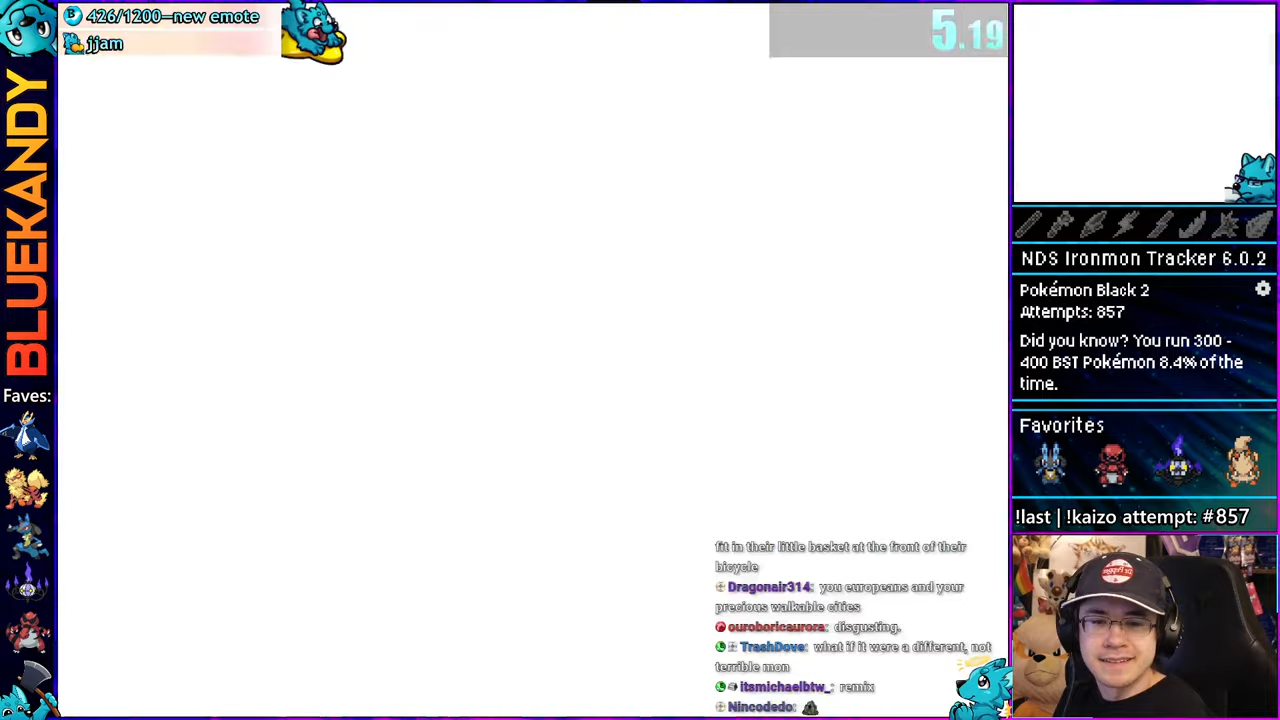 426/1200—new emote
jjam
5.19
BLUEKANDY
Faves:
NDS Ironmon Tracker 6.0.2
Pokémon Black 2
Attempts: 857
Did you know? You run 300 -
400 BST Pokémon 8.4% of the
time.
Favorites
!last | !kaizo attempt: #857
fit in their little basket at the front of their
bicycle
Dragonair314: you europeans and your
precious walkable cities
ouroboricaurora: disgusting.
TrashDove: what if it were a different, not
terrible mon
itsmichaelbtw_: remix
Nincodedo: